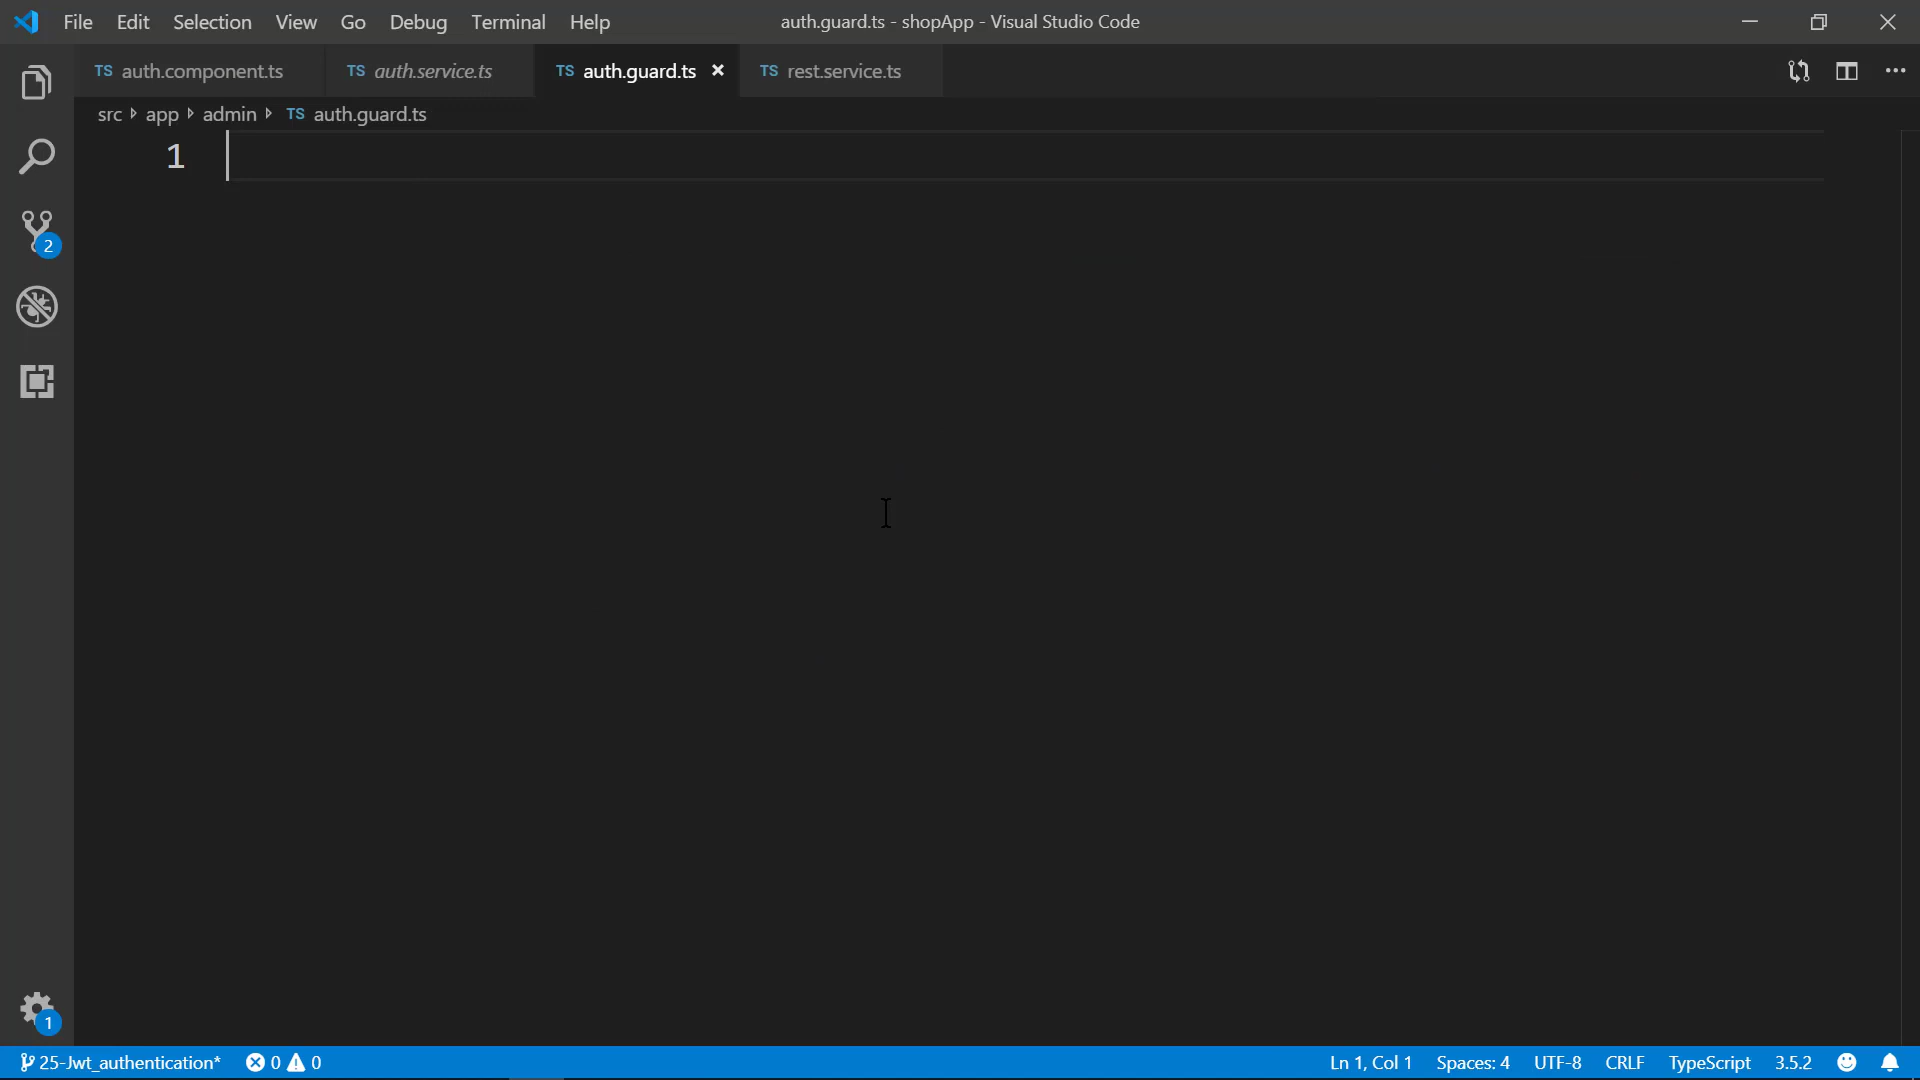 File Edit Selection View Go Debug Terminal Help auth.guard.ts - shopApp - Visual Studio Code
TS auth.component.ts TS auth.service.ts TS auth.guard.ts TS rest.service.ts
src app admin TS auth.guard.ts
1
2
1
25-Jwt_authentication* 0 0 Ln 1, Col 1 Spaces: 4 UTF-8 CRLF TypeScript 3.5.2